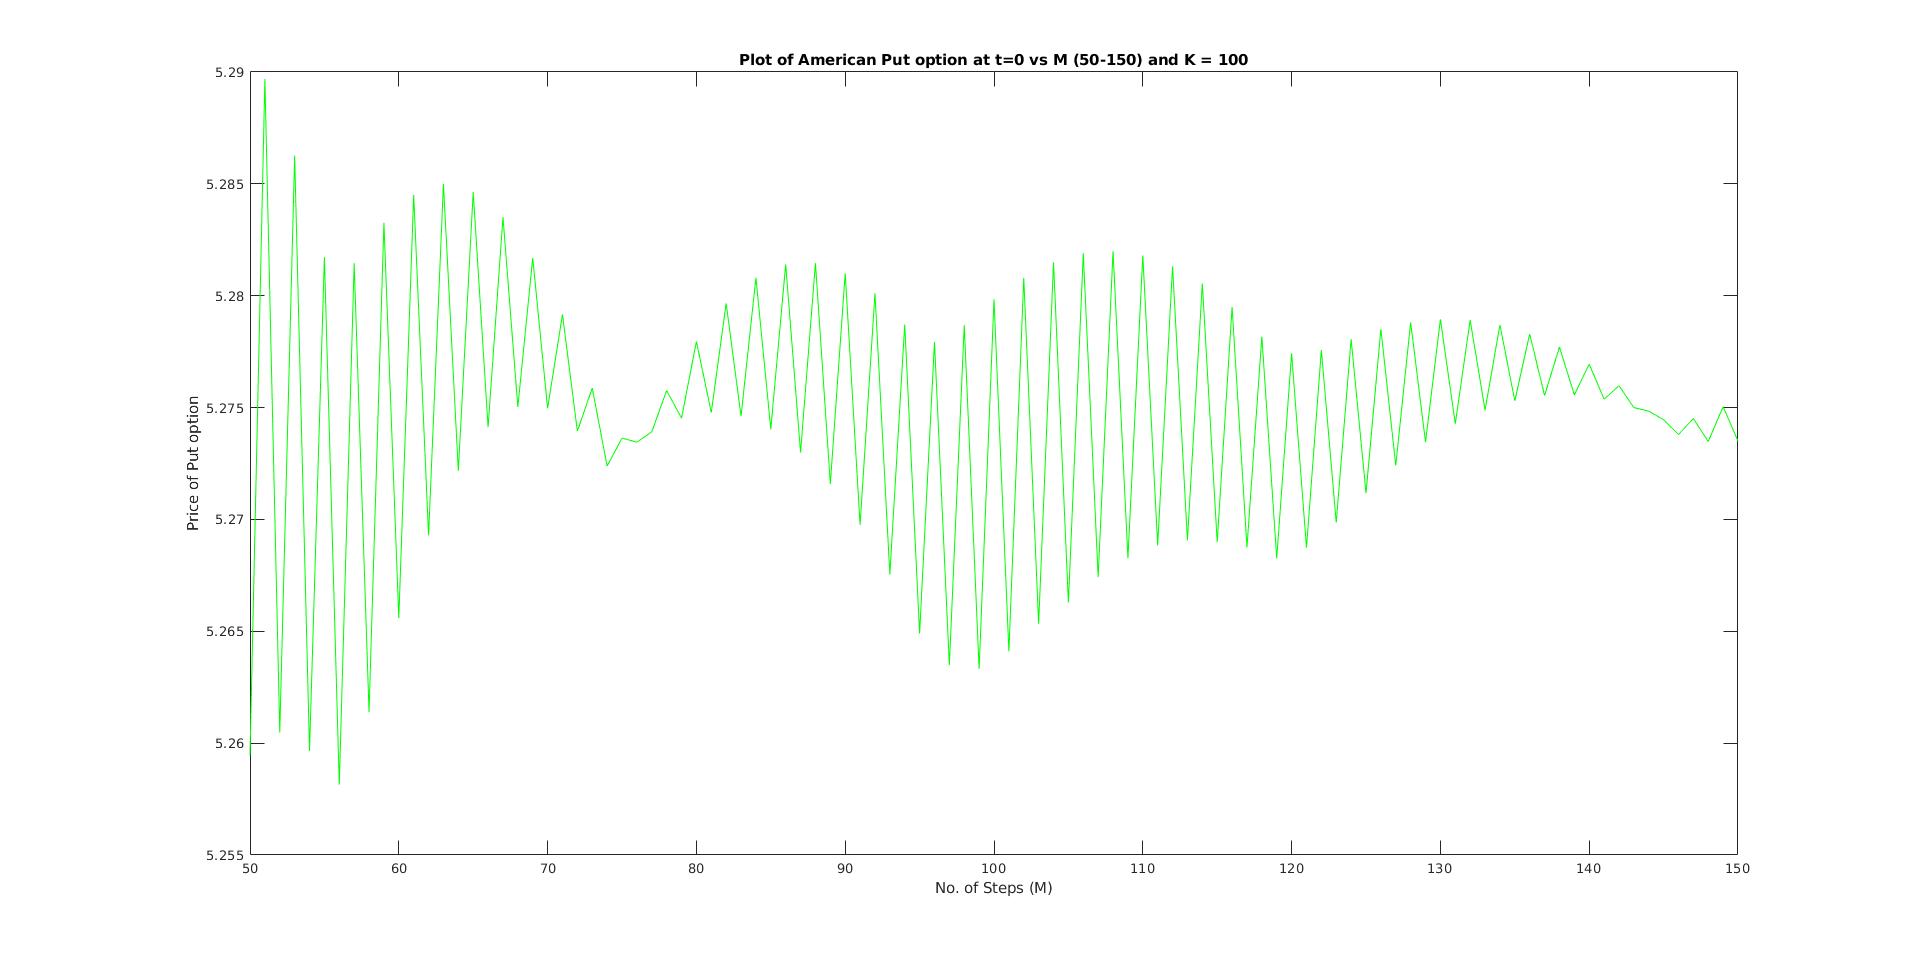 Plot of American Put option at t=0 vs M (50-150) and K = 100
5.29
5.285
5.28
5.275
5.27
5.265
5.26
5.255
Price of Put option
50 60 70 80 90 100 110 120 130 140 150
No. of Steps (M)